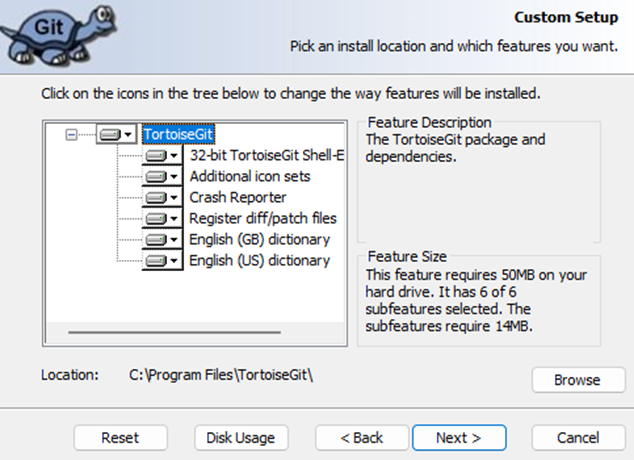 Git
Custom Setup
Pick an install location and which features you want.
Click on the icons in the tree below to change the way features will be installed.
TortoiseGit
32-bit TortoiseGit Shell-E
Additional icon sets
Crash Reporter
Register diff/patch files
English (GB) dictionary
English (US) dictionary
Feature Description
The TortoiseGit package and
dependencies.
Feature Size
This feature requires 50MB on your
hard drive. It has 6 of 6
subfeatures selected. The
subfeatures require 14MB.
Location: C:\Program Files\TortoiseGit\
Browse
Reset Disk Usage < Back Next > Cancel